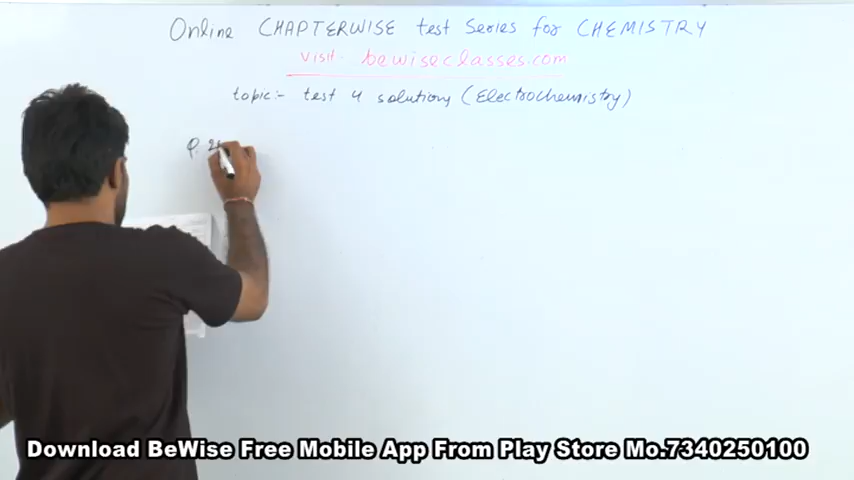 Online CHAPTERWISE test Series for CHEMISTRY
visit- bewiseclasses.com
topic:- test 4 solutions (Electrochemistry)
Q.
Download BeWise Free Mobile App From Play Store Mo.7340250100